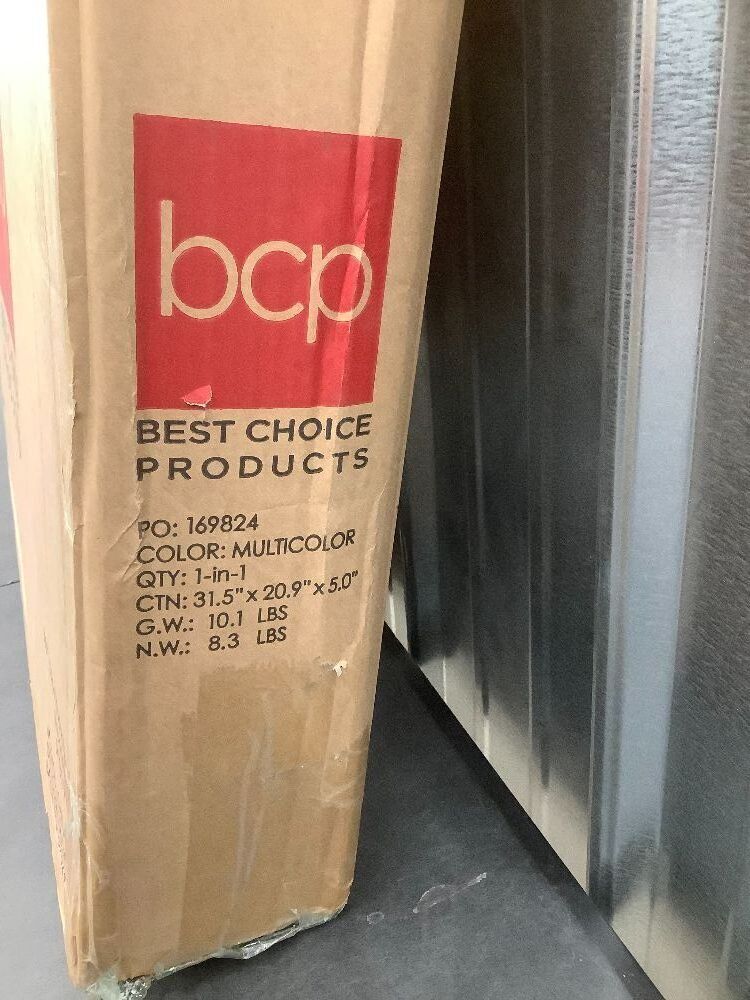 bcp
BEST CHOICE
PRODUCTS
PO: 169824
COLOR: MULTICOLOR
QTY: 1-in-1
CTN: 31.5" x 20.9" x 5.0"
G.W.: 10.1 LBS
N.W.: 8.3 LBS